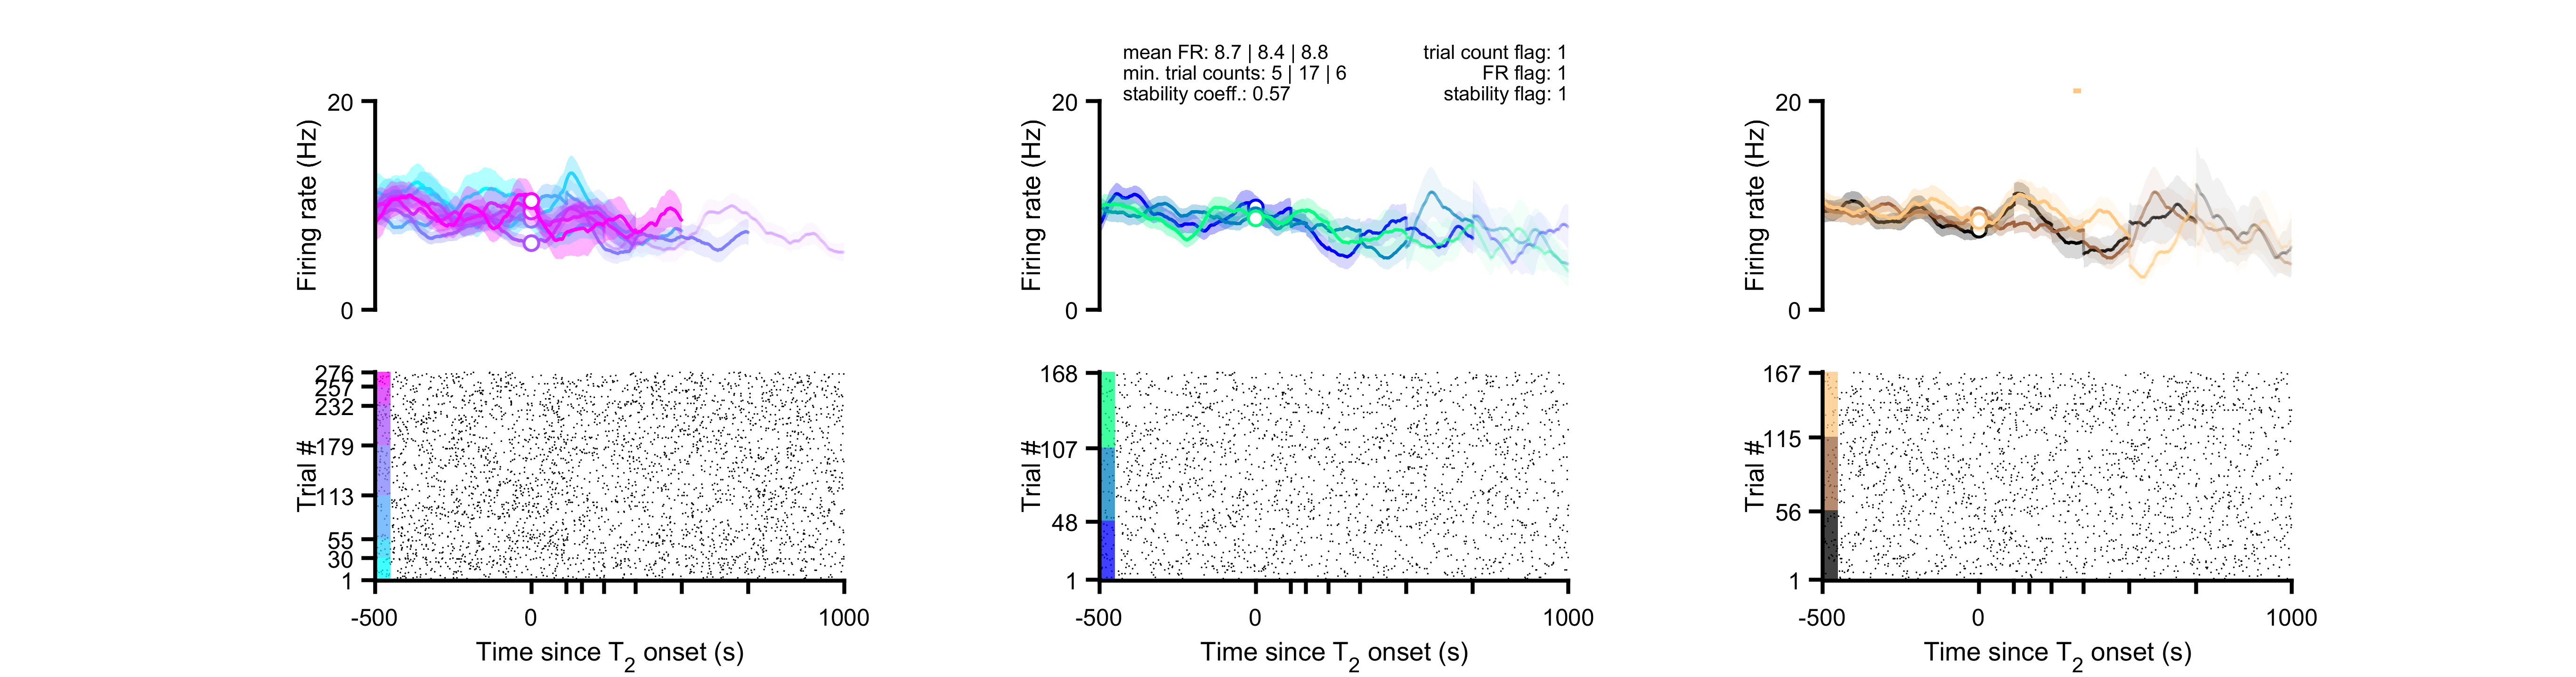 mean FR: 8.7 | 8.4 | 8.8
min. trial counts: 5 | 17 | 6
stability coeff.: 0.57
trial count flag: 1
FR flag: 1
stability flag: 1
20
Firing rate (Hz)
0
20
Firing rate (Hz)
0
20
Firing rate (Hz)
0
276
257
232
179
113
55
30
1
Trial #
-500
0
1000
Time since T2 onset (s)
168
107
48
1
Trial #
-500
0
1000
Time since T2 onset (s)
167
115
56
1
Trial #
-500
0
1000
Time since T2 onset (s)